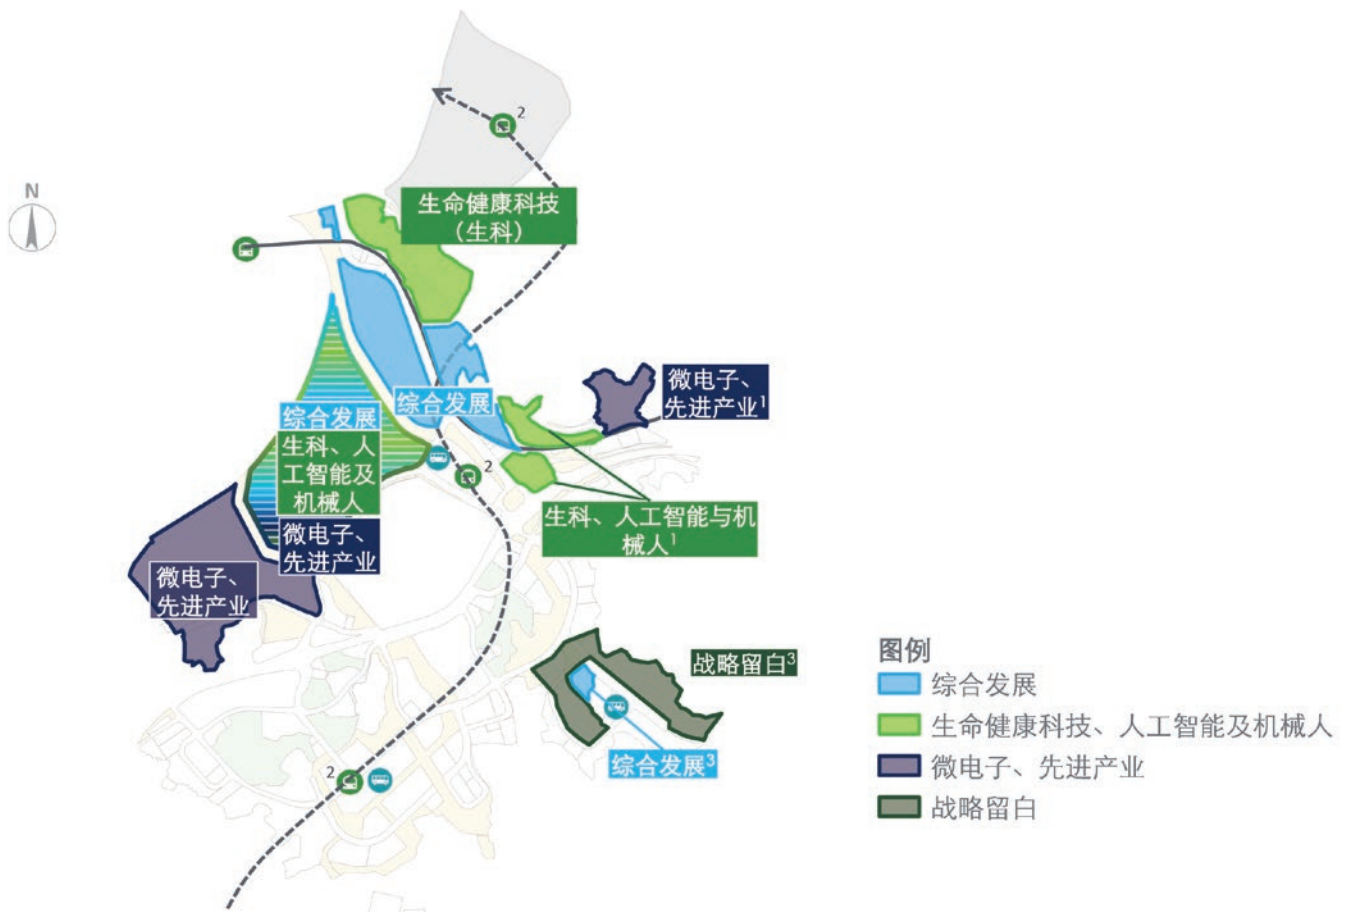 2
N
生命健康科技
（生科）
微电子、
先进产业1
综合发展
综合发展
生科、人
工智能及
机械人
2
生科、人工智能与机
械人1
微电子、
先进产业
微电子、
先进产业
战略留白3
综合发展3
2
图例
综合发展
生命健康科技、人工智能及机械人
微电子、先进产业
战略留白